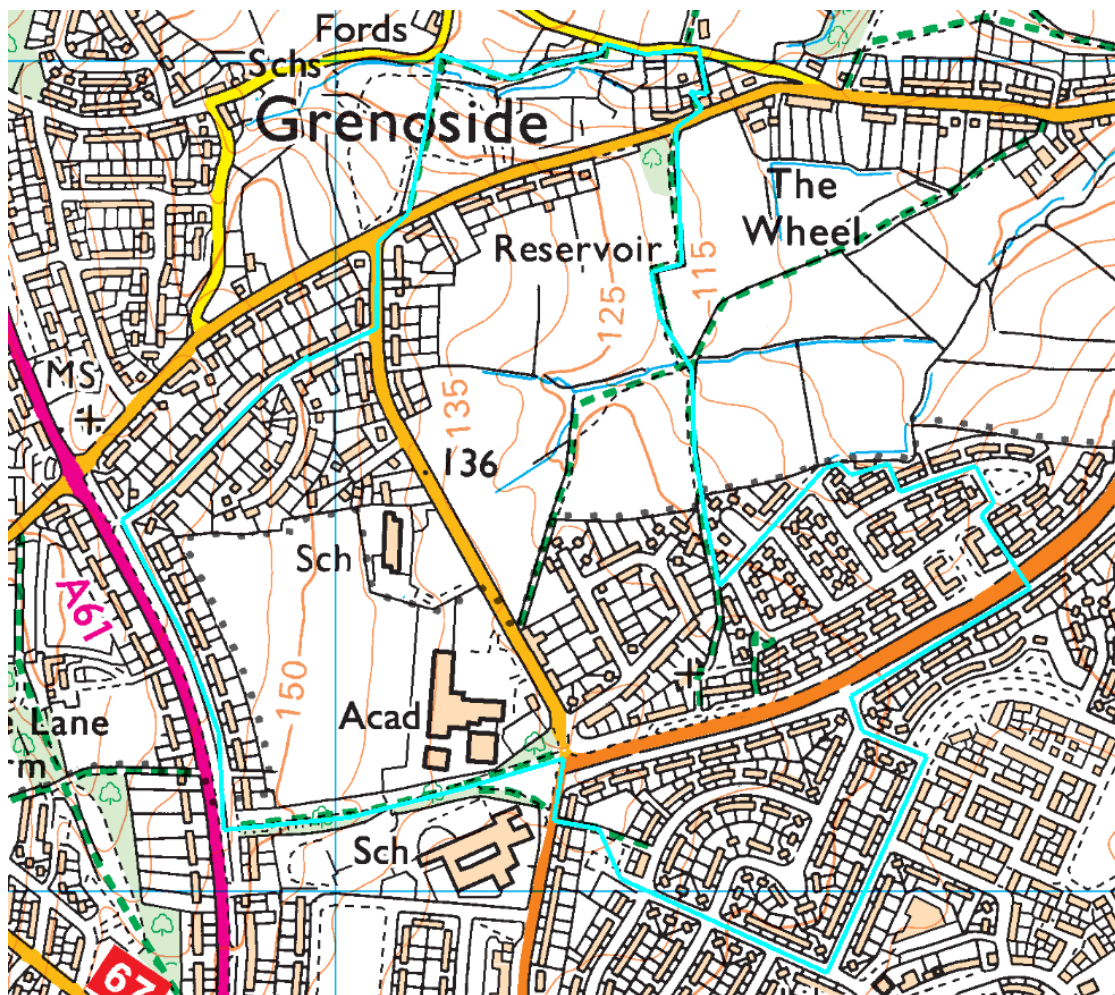 Fords
Schs
Grenoside
The
Wheel
Reservoir
115
125
MS
135
136
Sch
A61
150
Acad
Lane
Sch
67